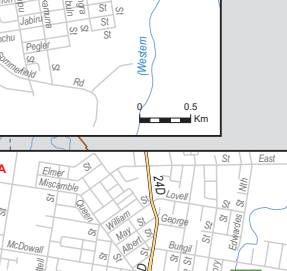 St
St
St
Jabiru
Pegler
Sommerfield
Rd
St
(Western
0 0.5
Km
St East
A
Elmer
Miscamble
St
24D
Lovell
Queen
St
William
May
Albert
St
George
St
St
Edwardes
Nth
St
McDowall
St
Bungil
St
D